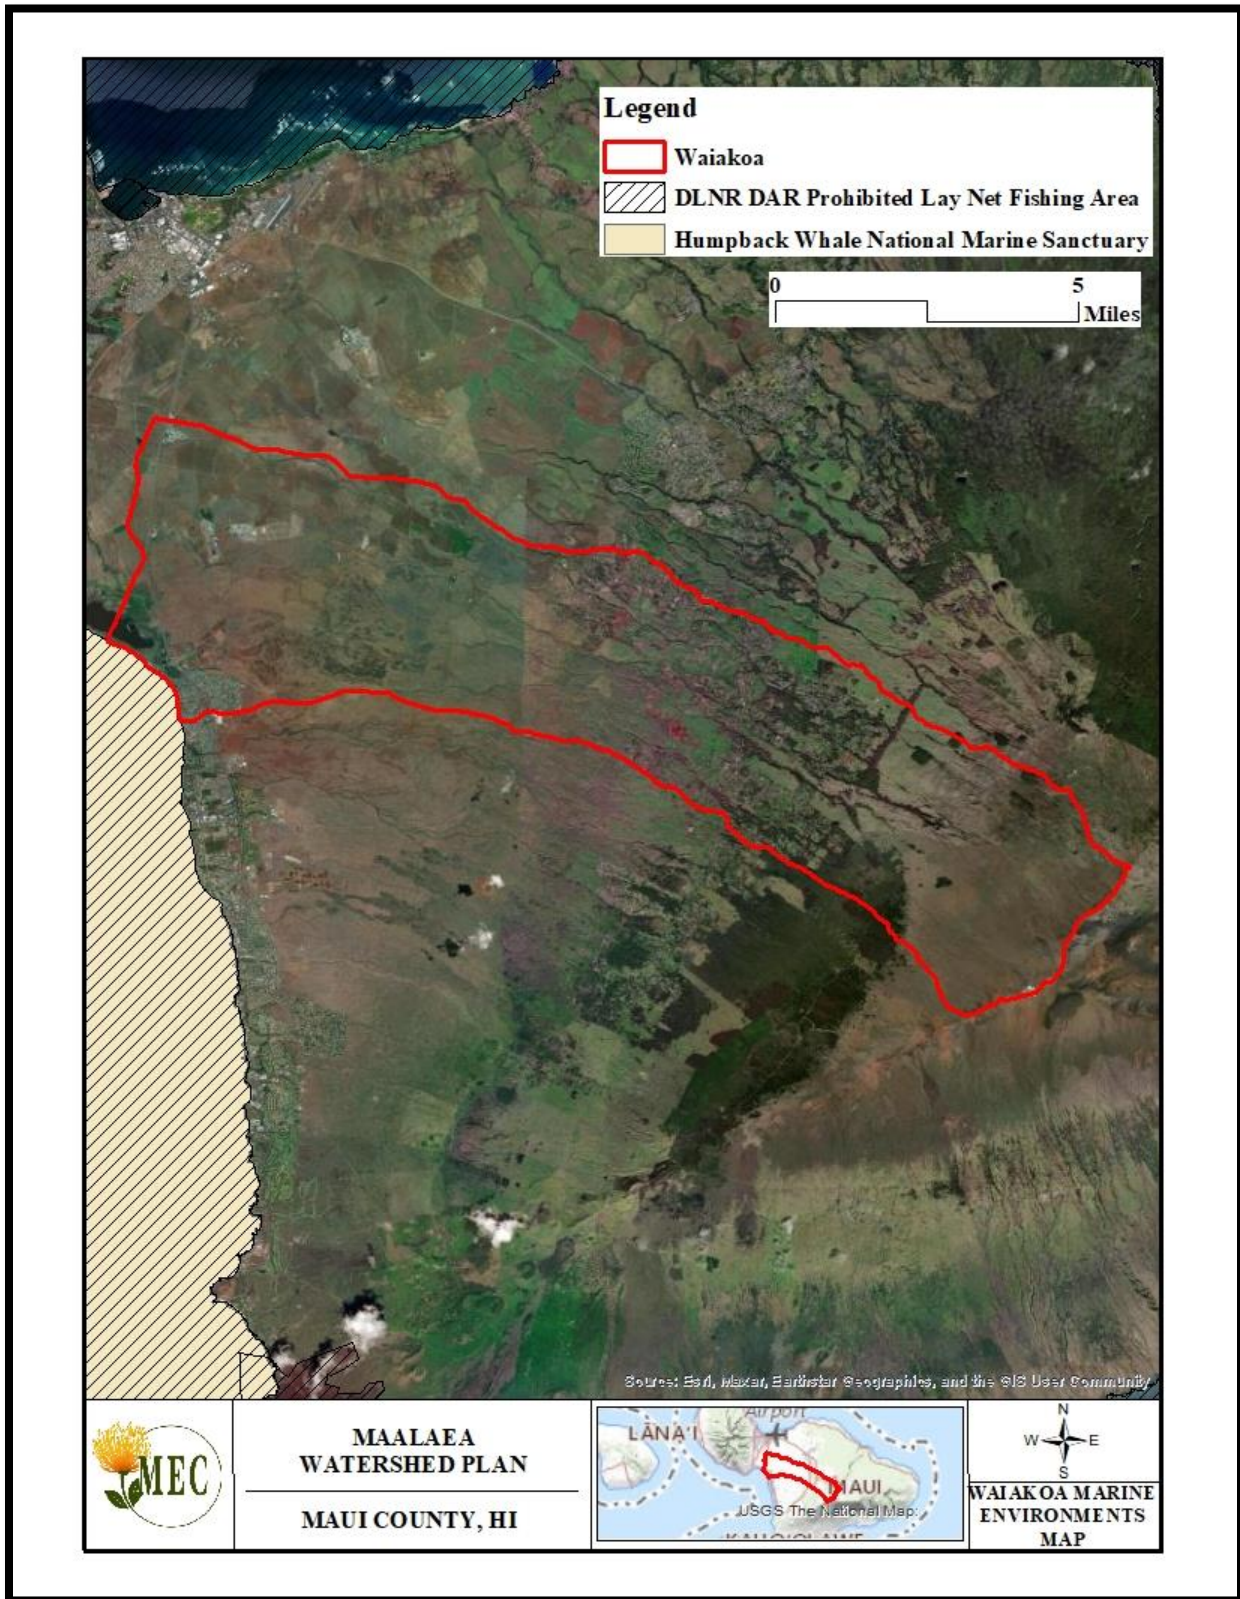 Legend
Waiakoa
DLNR DAR Prohibited Lay Net Fishing Area
Humpback Whale National Marine Sanctuary
0 5
Miles
Source: Esri, Maxar, Earthstar Geographics, and the GIS User Community
MEC
MAALAEA
WATERSHED PLAN
MAUI COUNTY, HI
Airport
LĀNA'I
MAUI
USGS The National Map:
N
W E
S
WAIAKOA MARINE
ENVIRONMENTS
MAP